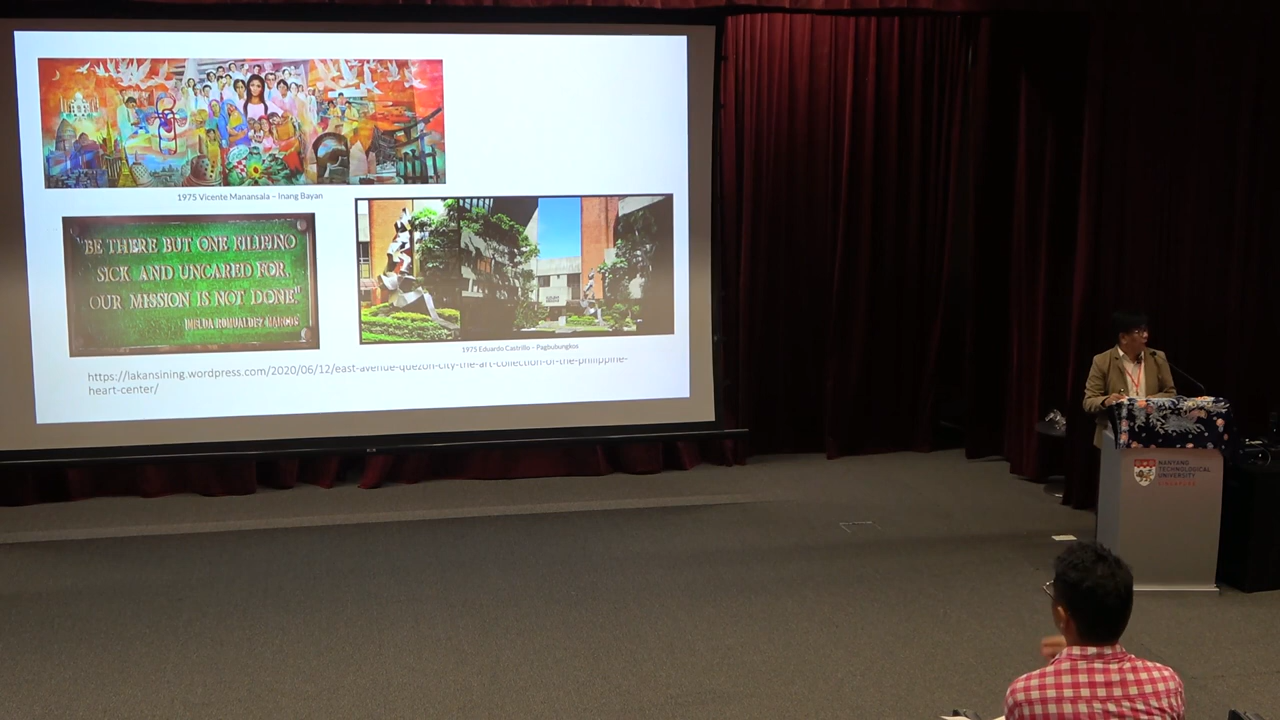 1975 Vicente Manansala – Inang Bayan
"BE THERE BUT ONE FILIPINO
SICK AND UNCARED FOR,
OUR MISSION IS NOT DONE."
IMELDA ROMUALDEZ MARCOS
1975 Eduardo Castrillo – Pagbubungkos
https://lakansining.wordpress.com/2020/06/12/east-avenue-quezon-city-the-art-collection-of-the-philippine-
heart-center/
NANYANG
TECHNOLOGICAL
UNIVERSITY
SINGAPORE